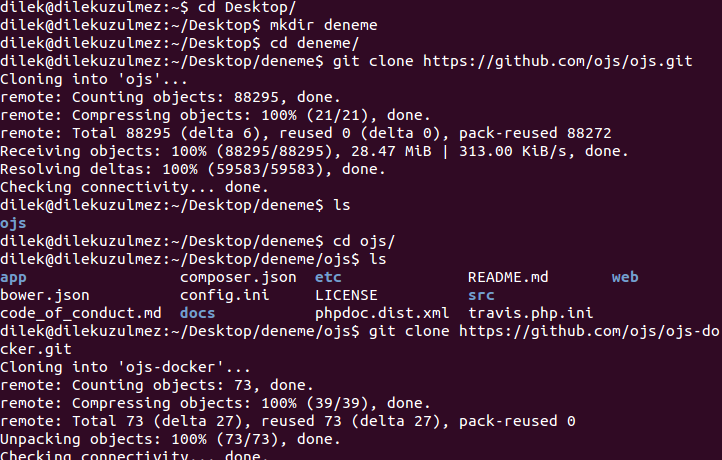 dilek@dilekuzulmez:~$ cd Desktop/
dilek@dilekuzulmez:~/Desktop$ mkdir deneme
dilek@dilekuzulmez:~/Desktop$ cd deneme/
dilek@dilekuzulmez:~/Desktop/deneme$ git clone https://github.com/ojs/ojs.git
Cloning into 'ojs'...
remote: Counting objects: 88295, done.
remote: Compressing objects: 100% (21/21), done.
remote: Total 88295 (delta 6), reused 0 (delta 0), pack-reused 88272
Receiving objects: 100% (88295/88295), 28.47 MiB | 313.00 KiB/s, done.
Resolving deltas: 100% (59583/59583), done.
Checking connectivity... done.
dilek@dilekuzulmez:~/Desktop/deneme$ ls
ojs
dilek@dilekuzulmez:~/Desktop/deneme$ cd ojs/
dilek@dilekuzulmez:~/Desktop/deneme/ojs$ ls
app composer.json etc README.md web
bower.json config.ini LICENSE src
code_of_conduct.md docs phpdoc.dist.xml travis.php.ini
dilek@dilekuzulmez:~/Desktop/deneme/ojs$ git clone https://github.com/ojs/ojs-do
cker.git
Cloning into 'ojs-docker'...
remote: Counting objects: 73, done.
remote: Compressing objects: 100% (39/39), done.
remote: Total 73 (delta 27), reused 73 (delta 27), pack-reused 0
Unpacking objects: 100% (73/73), done.
Checking connectivity... done.